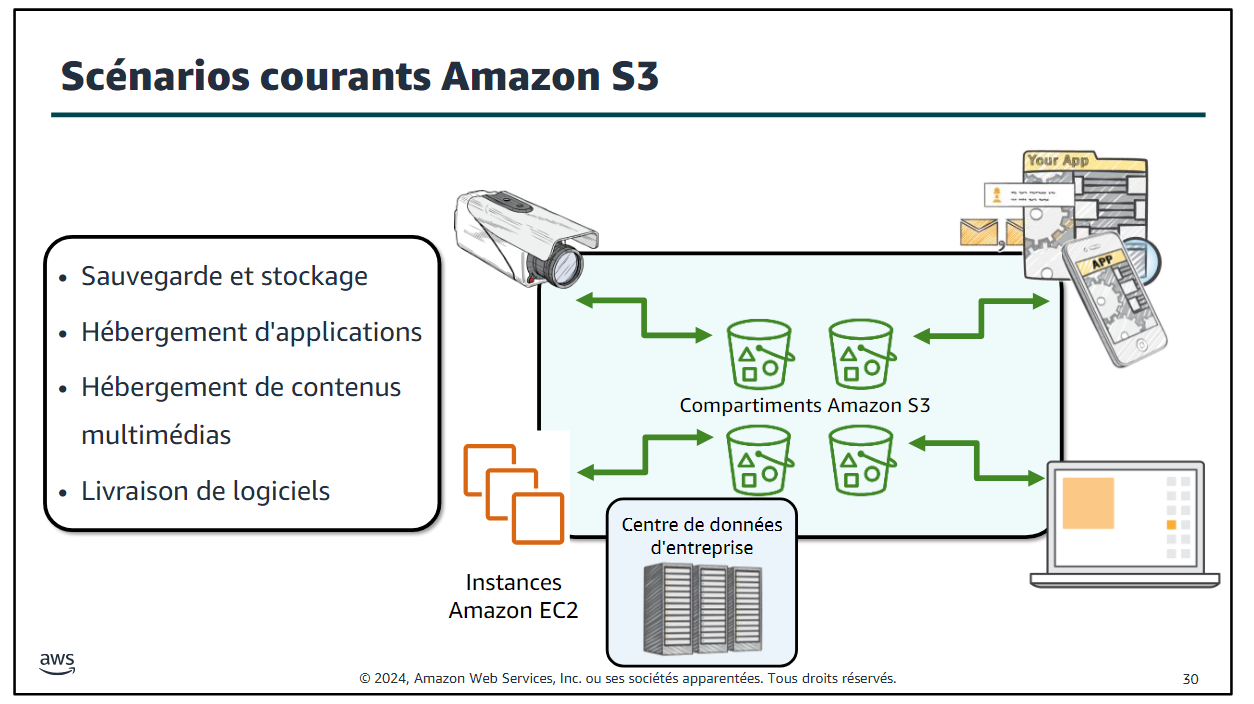 Scénarios courants Amazon S3
• Sauvegarde et stockage
• Hébergement d'applications
• Hébergement de contenus
multimédias
• Livraison de logiciels
Your App
APP
Compartiments Amazon S3
Instances
Amazon EC2
Centre de données
d'entreprise
aws
© 2024, Amazon Web Services, Inc. ou ses sociétés apparentées. Tous droits réservés.
30